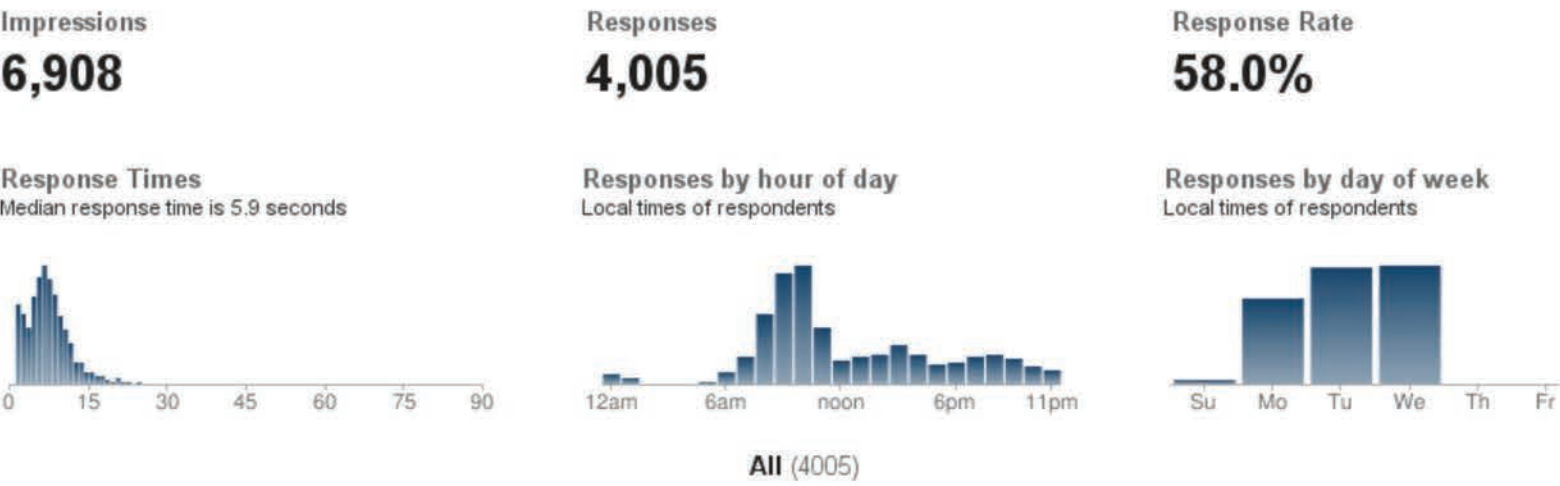 Impressions
6,908
Responses
4,005
Response Rate
58.0%
Response Times
Median response time is 5.9 seconds
0 15 30 45 60 75 90
Responses by hour of day
Local times of respondents
12am 6am noon 6pm 11pm
Responses by day of week
Local times of respondents
Su Mo Tu We Th Fr
All (4005)